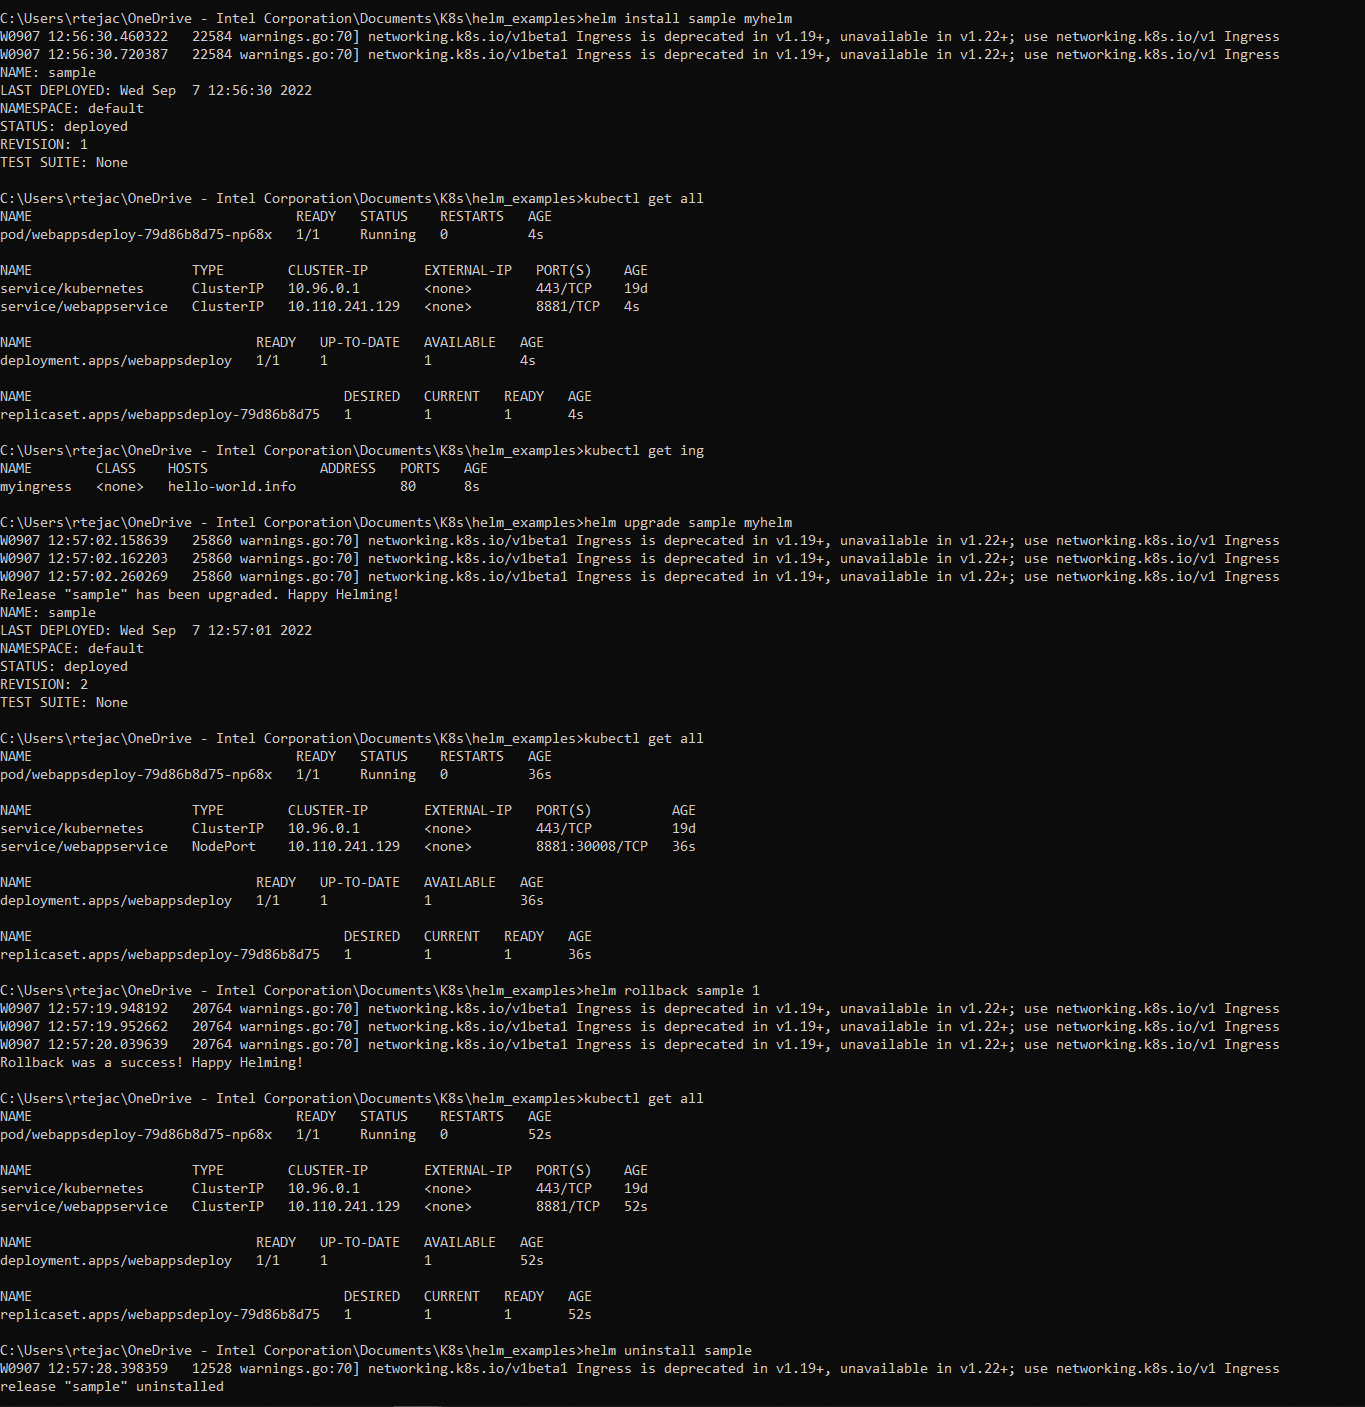 C:\Users\rtejac\OneDrive - Intel Corporation\Documents\K8s\helm_examples>helm install sample myhelm
W0907 12:56:30.460322   22584 warnings.go:70] networking.k8s.io/v1beta1 Ingress is deprecated in v1.19+, unavailable in v1.22+; use networking.k8s.io/v1 Ingress
W0907 12:56:30.720387   22584 warnings.go:70] networking.k8s.io/v1beta1 Ingress is deprecated in v1.19+, unavailable in v1.22+; use networking.k8s.io/v1 Ingress
NAME: sample
LAST DEPLOYED: Wed Sep  7 12:56:30 2022
NAMESPACE: default
STATUS: deployed
REVISION: 1
TEST SUITE: None

C:\Users\rtejac\OneDrive - Intel Corporation\Documents\K8s\helm_examples>kubectl get all
NAME                                 READY   STATUS    RESTARTS   AGE
pod/webappsdeploy-79d86b8d75-np68x   1/1     Running   0          4s

NAME                    TYPE        CLUSTER-IP       EXTERNAL-IP   PORT(S)    AGE
service/kubernetes      ClusterIP   10.96.0.1        <none>        443/TCP    19d
service/webappservice   ClusterIP   10.110.241.129   <none>        8881/TCP   4s

NAME                            READY   UP-TO-DATE   AVAILABLE   AGE
deployment.apps/webappsdeploy   1/1     1            1           4s

NAME                                       DESIRED   CURRENT   READY   AGE
replicaset.apps/webappsdeploy-79d86b8d75   1         1         1       4s

C:\Users\rtejac\OneDrive - Intel Corporation\Documents\K8s\helm_examples>kubectl get ing
NAME        CLASS    HOSTS              ADDRESS   PORTS   AGE
myingress   <none>   hello-world.info             80      8s

C:\Users\rtejac\OneDrive - Intel Corporation\Documents\K8s\helm_examples>helm upgrade sample myhelm
W0907 12:57:02.158639   25860 warnings.go:70] networking.k8s.io/v1beta1 Ingress is deprecated in v1.19+, unavailable in v1.22+; use networking.k8s.io/v1 Ingress
W0907 12:57:02.162203   25860 warnings.go:70] networking.k8s.io/v1beta1 Ingress is deprecated in v1.19+, unavailable in v1.22+; use networking.k8s.io/v1 Ingress
W0907 12:57:02.260269   25860 warnings.go:70] networking.k8s.io/v1beta1 Ingress is deprecated in v1.19+, unavailable in v1.22+; use networking.k8s.io/v1 Ingress
Release "sample" has been upgraded. Happy Helming!
NAME: sample
LAST DEPLOYED: Wed Sep  7 12:57:01 2022
NAMESPACE: default
STATUS: deployed
REVISION: 2
TEST SUITE: None

C:\Users\rtejac\OneDrive - Intel Corporation\Documents\K8s\helm_examples>kubectl get all
NAME                                 READY   STATUS    RESTARTS   AGE
pod/webappsdeploy-79d86b8d75-np68x   1/1     Running   0          36s

NAME                    TYPE        CLUSTER-IP       EXTERNAL-IP   PORT(S)          AGE
service/kubernetes      ClusterIP   10.96.0.1        <none>        443/TCP          19d
service/webappservice   NodePort    10.110.241.129   <none>        8881:30008/TCP   36s

NAME                            READY   UP-TO-DATE   AVAILABLE   AGE
deployment.apps/webappsdeploy   1/1     1            1           36s

NAME                                       DESIRED   CURRENT   READY   AGE
replicaset.apps/webappsdeploy-79d86b8d75   1         1         1       36s

C:\Users\rtejac\OneDrive - Intel Corporation\Documents\K8s\helm_examples>helm rollback sample 1
W0907 12:57:19.948192   20764 warnings.go:70] networking.k8s.io/v1beta1 Ingress is deprecated in v1.19+, unavailable in v1.22+; use networking.k8s.io/v1 Ingress
W0907 12:57:19.952662   20764 warnings.go:70] networking.k8s.io/v1beta1 Ingress is deprecated in v1.19+, unavailable in v1.22+; use networking.k8s.io/v1 Ingress
W0907 12:57:20.039639   20764 warnings.go:70] networking.k8s.io/v1beta1 Ingress is deprecated in v1.19+, unavailable in v1.22+; use networking.k8s.io/v1 Ingress
Rollback was a success! Happy Helming!

C:\Users\rtejac\OneDrive - Intel Corporation\Documents\K8s\helm_examples>kubectl get all
NAME                                 READY   STATUS    RESTARTS   AGE
pod/webappsdeploy-79d86b8d75-np68x   1/1     Running   0          52s

NAME                    TYPE        CLUSTER-IP       EXTERNAL-IP   PORT(S)    AGE
service/kubernetes      ClusterIP   10.96.0.1        <none>        443/TCP    19d
service/webappservice   ClusterIP   10.110.241.129   <none>        8881/TCP   52s

NAME                            READY   UP-TO-DATE   AVAILABLE   AGE
deployment.apps/webappsdeploy   1/1     1            1           52s

NAME                                       DESIRED   CURRENT   READY   AGE
replicaset.apps/webappsdeploy-79d86b8d75   1         1         1       52s

C:\Users\rtejac\OneDrive - Intel Corporation\Documents\K8s\helm_examples>helm uninstall sample
W0907 12:57:28.398359   12528 warnings.go:70] networking.k8s.io/v1beta1 Ingress is deprecated in v1.19+, unavailable in v1.22+; use networking.k8s.io/v1 Ingress
release "sample" uninstalled